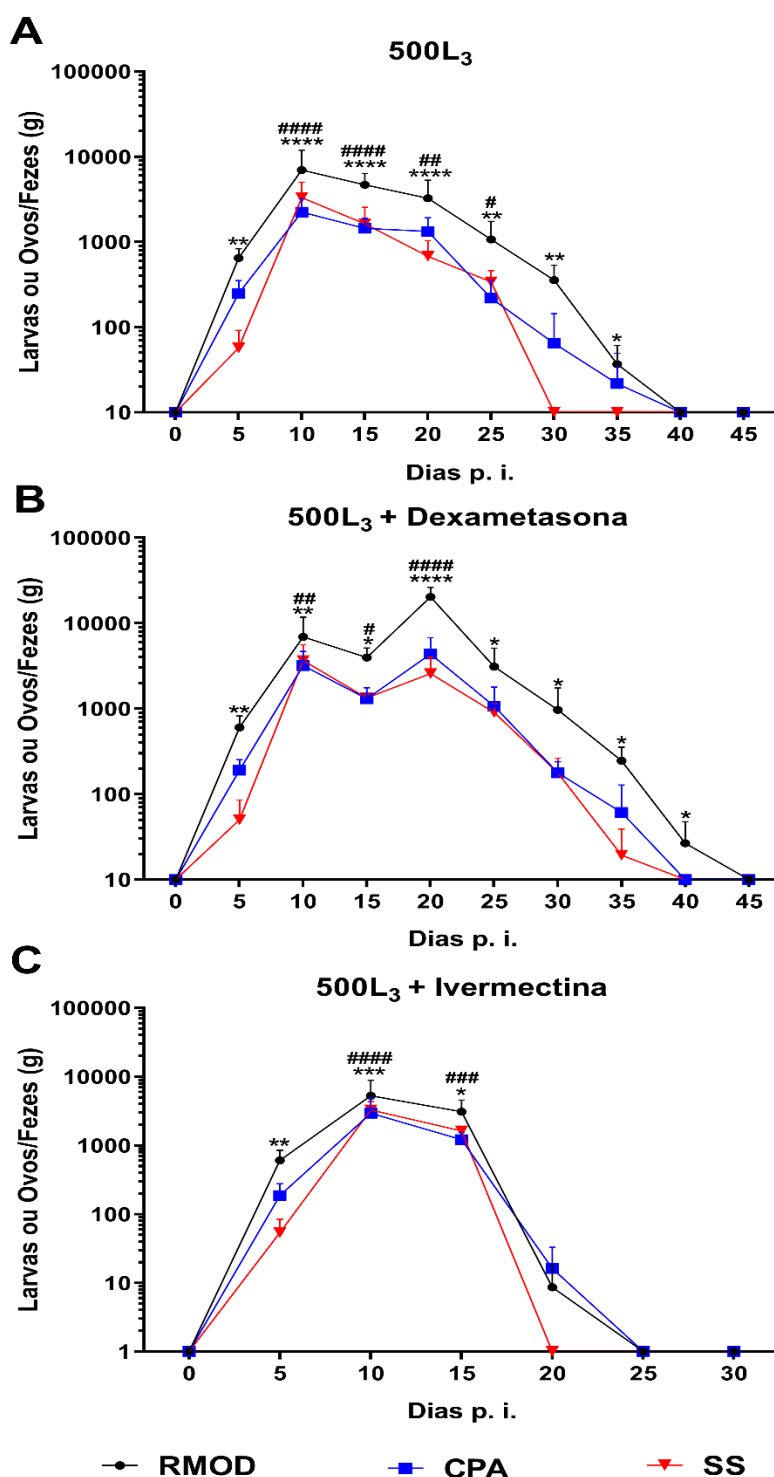 A
500L₃
Larvas ou Ovos/Fezes (g)
100000
10000
1000
100
10
####
****
####
****
##
****
#
**
**
**
*
0 5 10 15 20 25 30 35 40 45
Dias p. i.
B
500L₃ + Dexametasona
Larvas ou Ovos/Fezes (g)
100000
10000
1000
100
10
####
****
##
**
#
*
**
*
*
*
*
0 5 10 15 20 25 30 35 40 45
Dias p. i.
C
500L₃ + Ivermectina
Larvas ou Ovos/Fezes (g)
100000
10000
1000
100
10
1
####
***
###
*
**
0 5 10 15 20 25 30
Dias p. i.
RMOD CPA SS